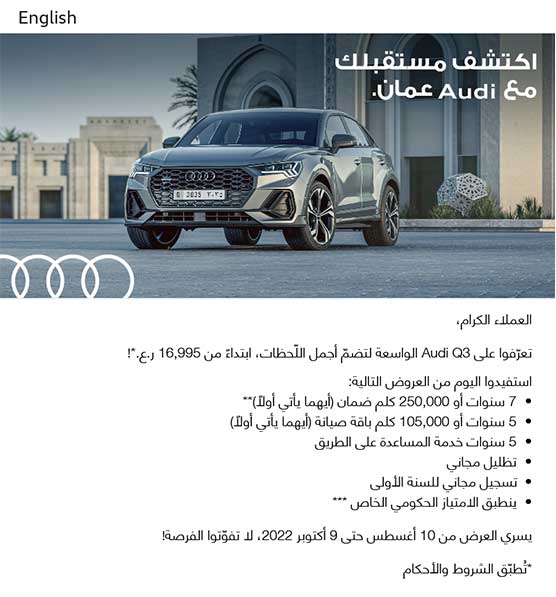 English
اكتشف مستقبلك
مع Audi عمان.
العملاء الكرام،
تعرّفوا على Audi Q3 الواسعة لتضمّ أجمل اللّحظات، ابتداءً من 16,995 ر.ع.*!
استفيدوا اليوم من العروض التالية:
• 7 سنوات أو 250,000 كلم ضمان (أيهما يأتي أولاً)**
• 5 سنوات أو 105,000 كلم باقة صيانة (أيهما يأتي أولاً)
• 5 سنوات خدمة المساعدة على الطريق
• تظليل مجاني
• تسجيل مجاني للسنة الأولى
• ينطبق الامتياز الحكومي الخاص ***
يسري العرض من 10 أغسطس حتى 9 أكتوبر 2022، لا تفوّتوا الفرصة!
*تُطبّق الشروط والأحكام